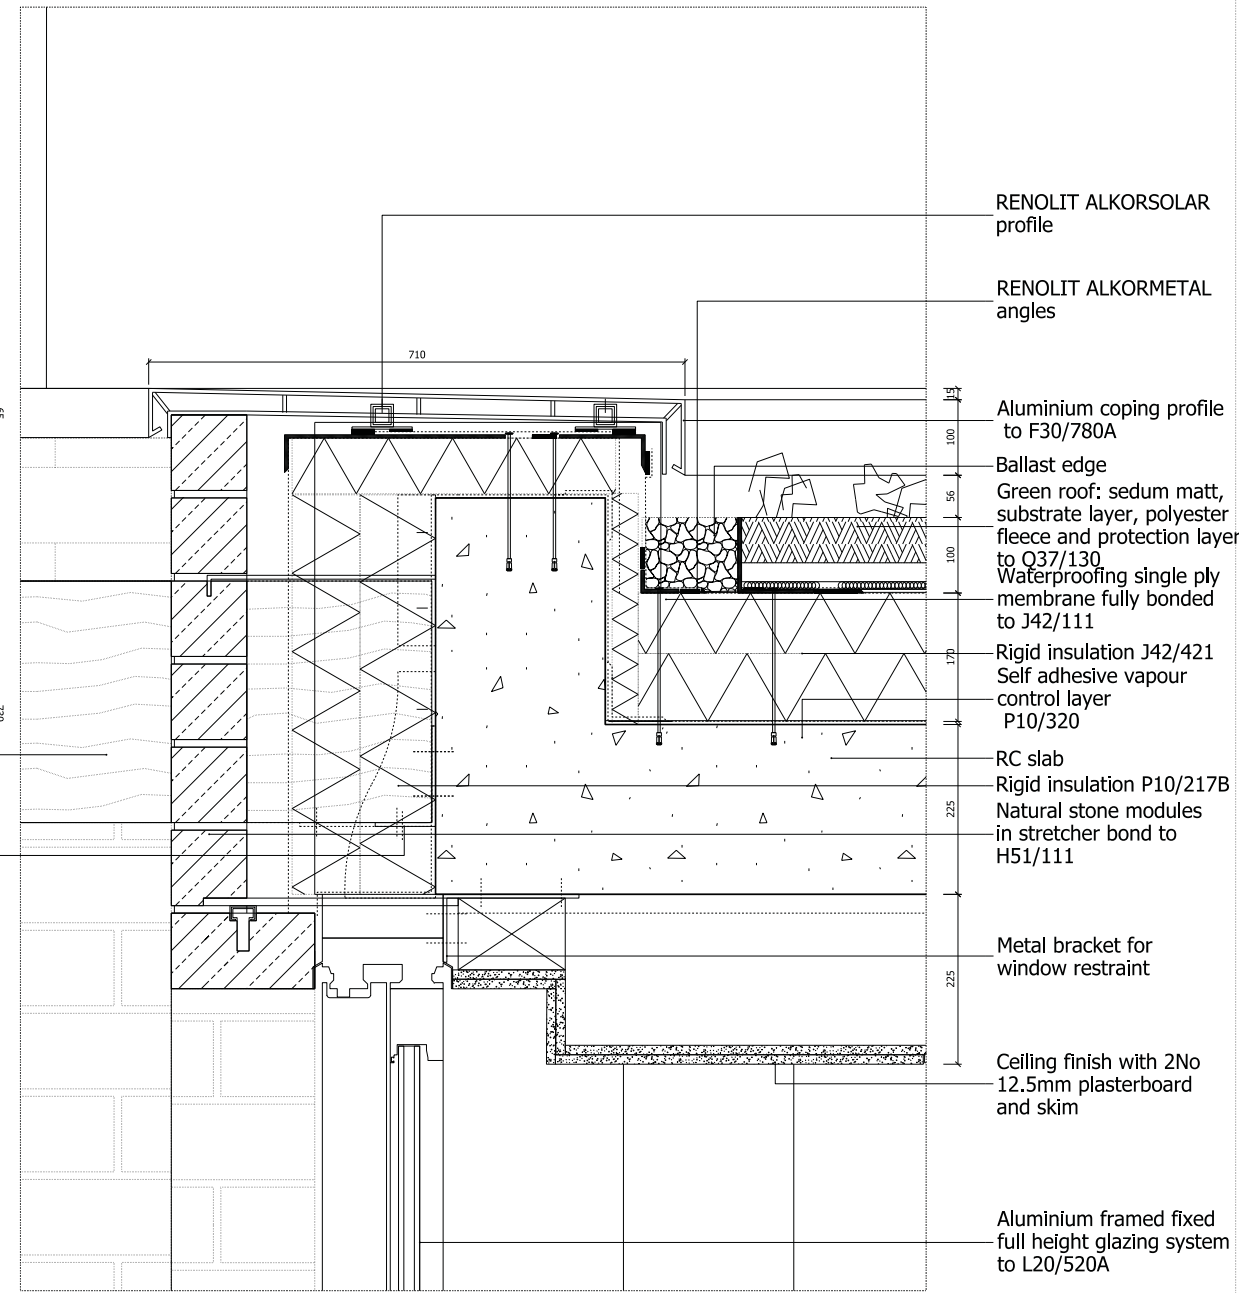 RENOLIT ALKORSOLAR
profile
RENOLIT ALKORMETAL
angles
710
15
Aluminium coping profile
to F30/780A
100
Ballast edge
Green roof: sedum matt,
substrate layer, polyester
fleece and protection layer
to Q37/130
56
100
Waterproofing single ply
membrane fully bonded
to J42/111
Rigid insulation J42/421
170
Self adhesive vapour
control layer
P10/320
RC slab
Rigid insulation P10/217B
225
Natural stone modules
in stretcher bond to
H51/111
Metal bracket for
window restraint
225
Ceiling finish with 2No
12.5mm plasterboard
and skim
Aluminium framed fixed
full height glazing system
to L20/520A